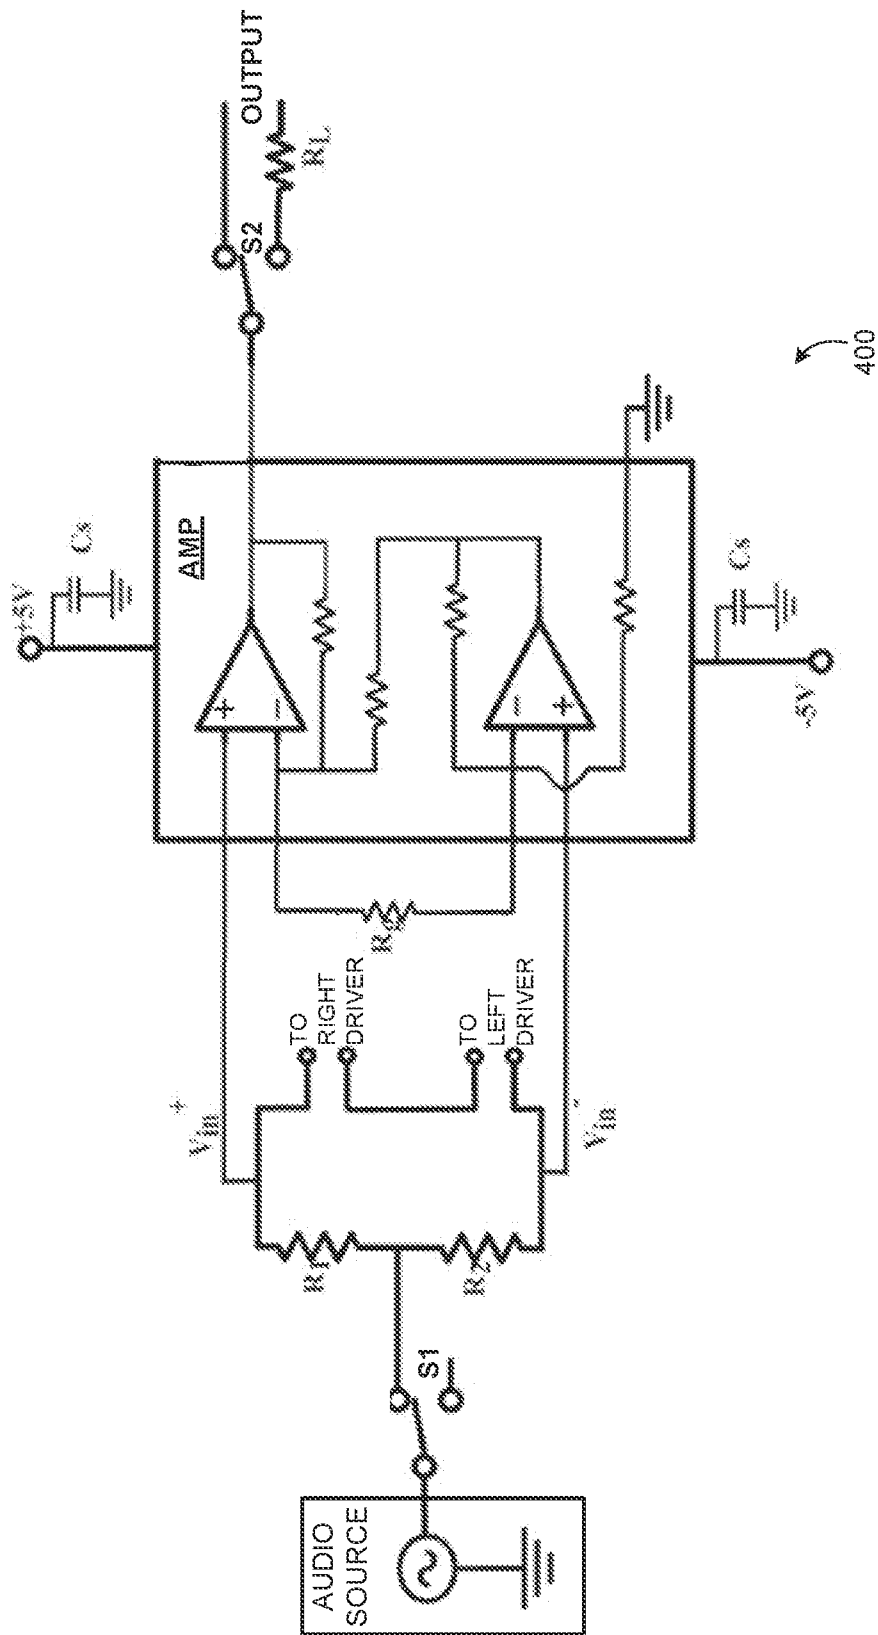 AUDIO
SOURCE
S1
R1
R2
Vin
+
Vin
-
TO
RIGHT
DRIVER
TO
LEFT
DRIVER
Rg
+5V
Cs
AMP
+
−
−
+
-5V
Cs
S2
RL
OUTPUT
400